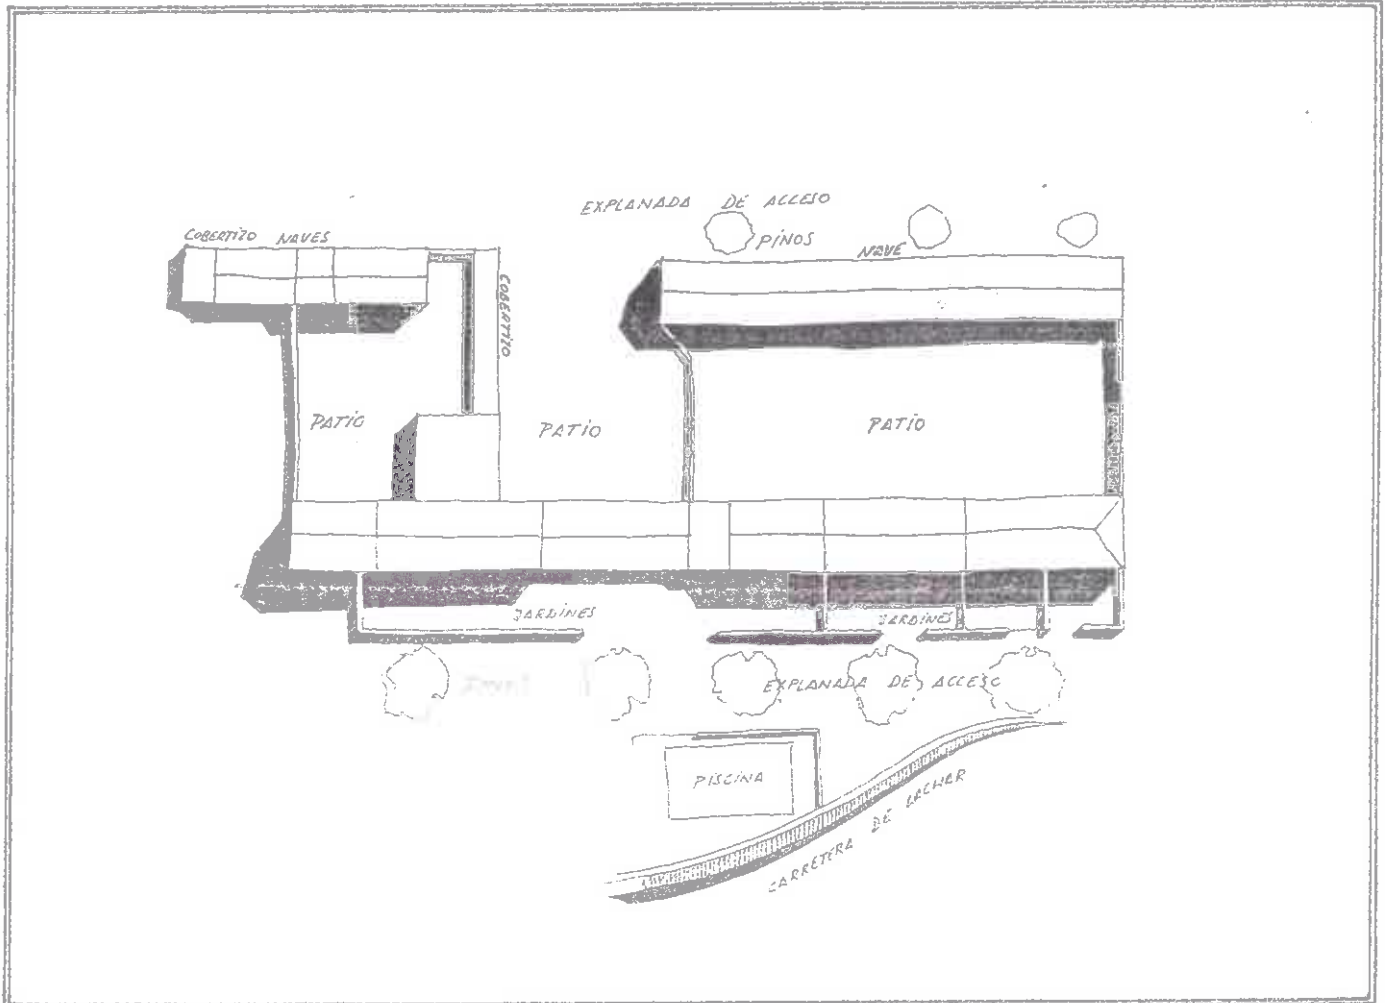 EXPLANADA DE ACCESO
PINOS
COBERTIZO NAVES
NAVE
COBERTIZO
PATIO
PATIO
PATIO
JARDINES
JARDINES
EXPLANADA DE ACCESO
PISCINA
CARRETERA DE LACHAR